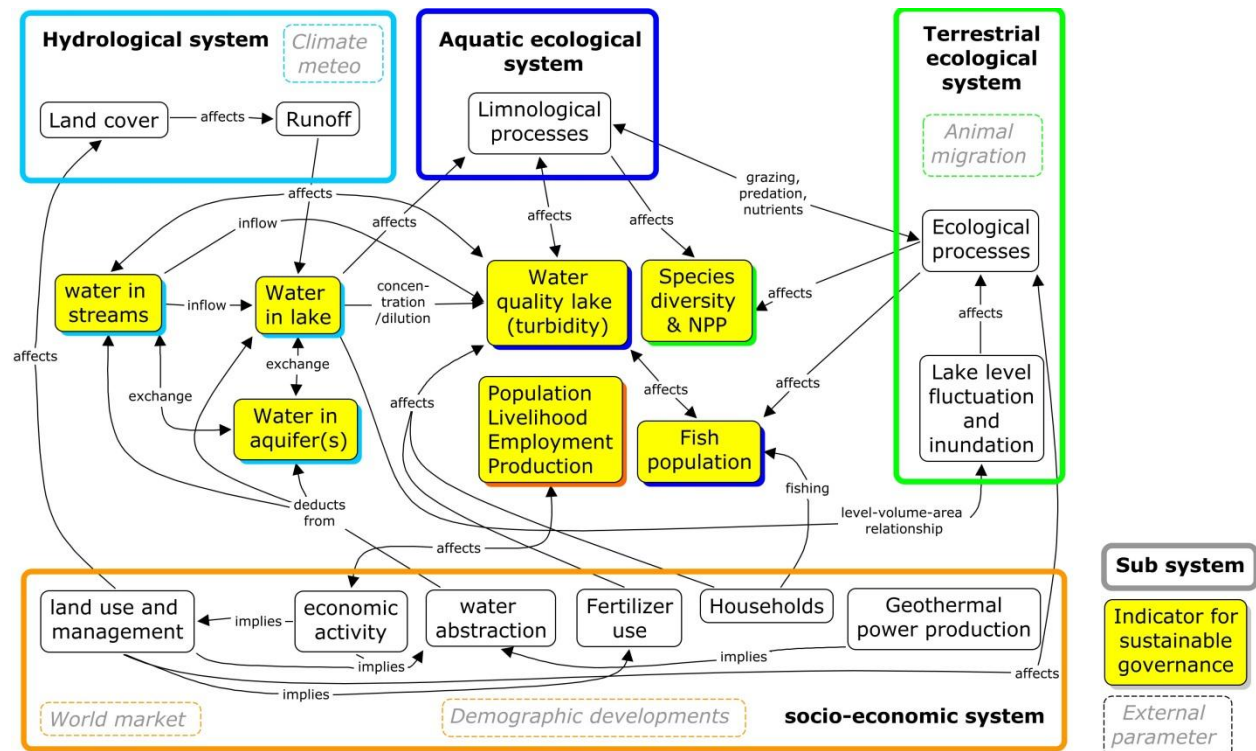 Hydrological system
Climate
meteo
Land cover
affects
Runoff
Aquatic ecological
system
Limnological
processes
Terrestrial
ecological
system
Animal
migration
grazing,
predation,
nutrients
affects
affects
affects
affects
inflow
Ecological
processes
water in
streams
inflow
Water
in lake
concen-
tration
/dilution
Water
quality lake
(turbidity)
Species
diversity
& NPP
affects
affects
affects
exchange
exchange
Water in
aquifer(s)
affects
Population
Livelihood
Employment
Production
affects
affects
Fish
population
Lake level
fluctuation
and
inundation
fishing
deducts
from
level-volume-area
relationship
affects
land use and
management
implies
economic
activity
water
abstraction
Fertilizer
use
Households
Geothermal
power production
implies
implies
implies
affects
World market
Demographic developments
socio-economic system
Sub system
Indicator for
sustainable
governance
External
parameter